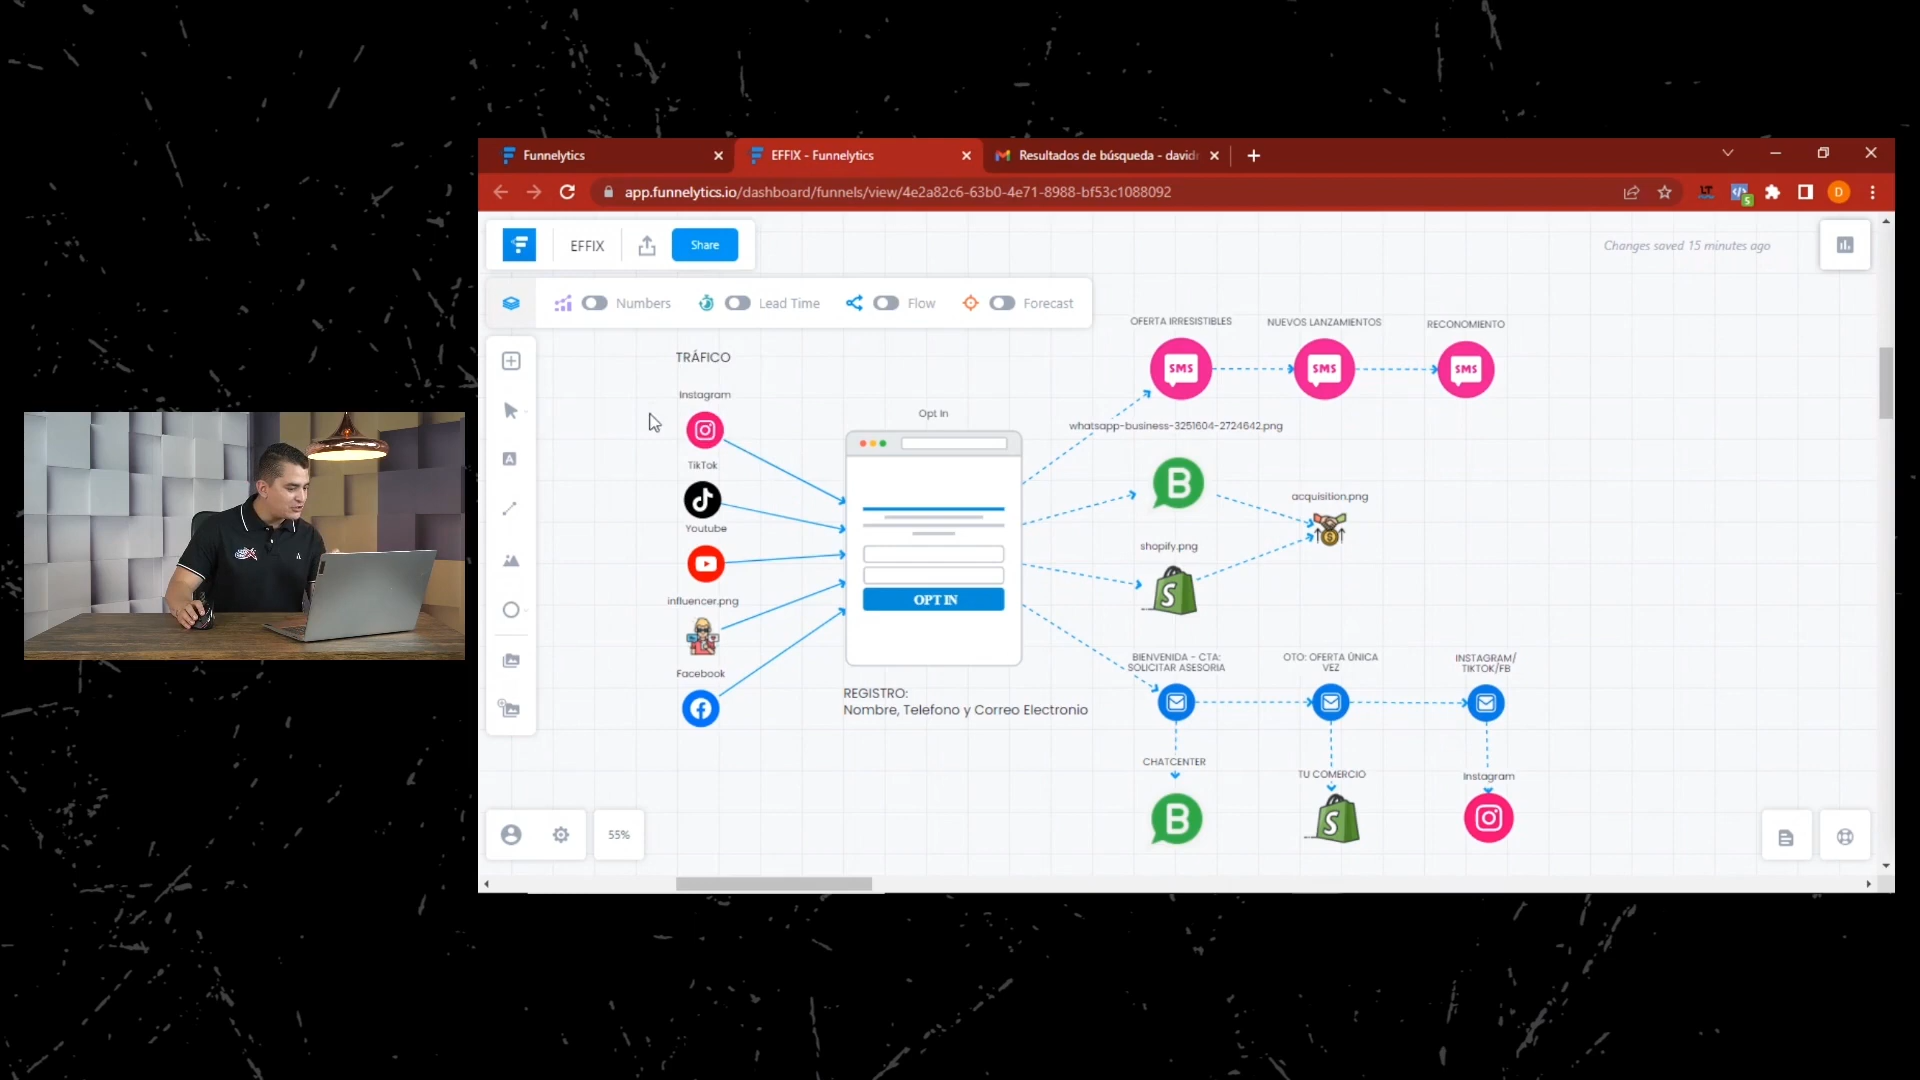 Funnelytics
EFFIX - Funnelytics
Resultados de búsqueda - davidr
app.funnelytics.io/dashboard/funnels/view/4e2a82c6-63b0-4e71-8988-bf53c1088092
LT
5
D
EFFIX
Share
Changes saved 15 minutes ago
Numbers
Lead Time
Flow
Forecast
OFERTA IRRESISTIBLES
NUEVOS LANZAMIENTOS
RECONOMIENTO
SMS
SMS
SMS
TRÁFICO
Instagram
TikTok
Youtube
influencer.png
Facebook
Opt In
OPT IN
REGISTRO:
Nombre, Telefono y Correo Electronio
whatsapp-business-3251604-2724642.png
B
acquisition.png
shopify.png
S
BIENVENIDA - CTA:
SOLICITAR ASESORIA
OTO: OFERTA ÚNICA
VEZ
INSTAGRAM/
TIKTOK/FB
CHATCENTER
TU COMERCIO
Instagram
B
S
A
55%